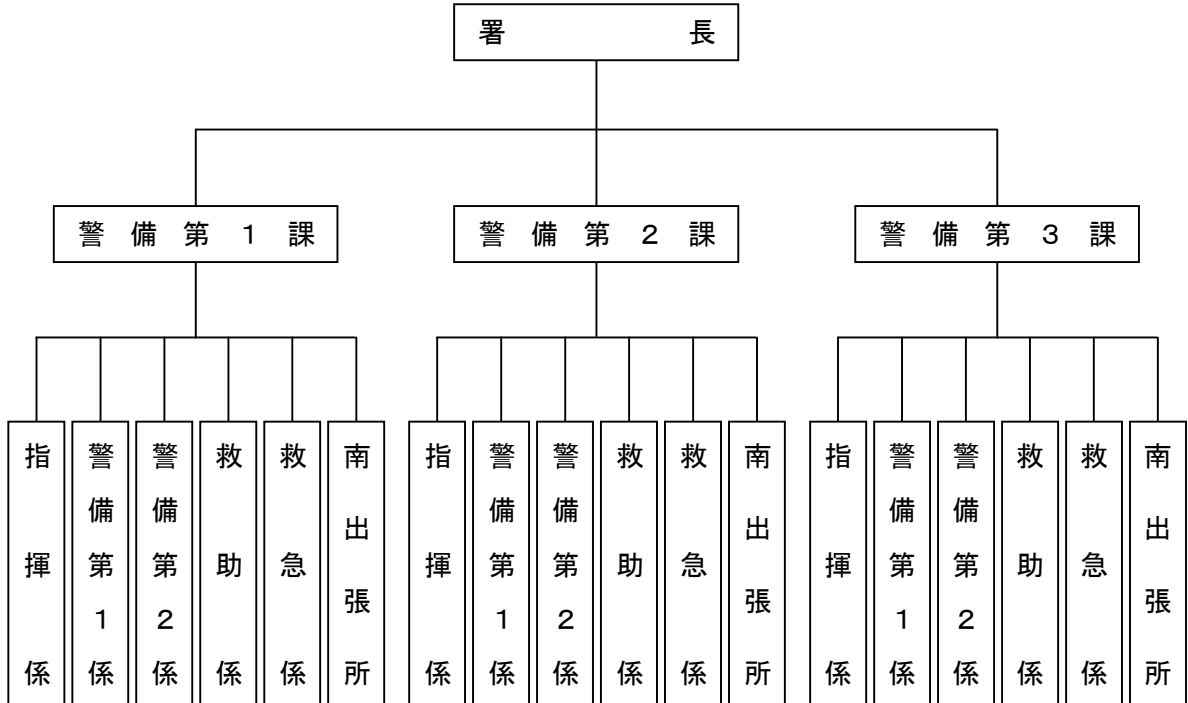 署長
警備第1課
警備第2課
警備第3課
指揮係
警備第1係
警備第2係
救助係
救急係
南出張所
指揮係
警備第1係
警備第2係
救助係
救急係
南出張所
指揮係
警備第1係
警備第2係
救助係
救急係
南出張所